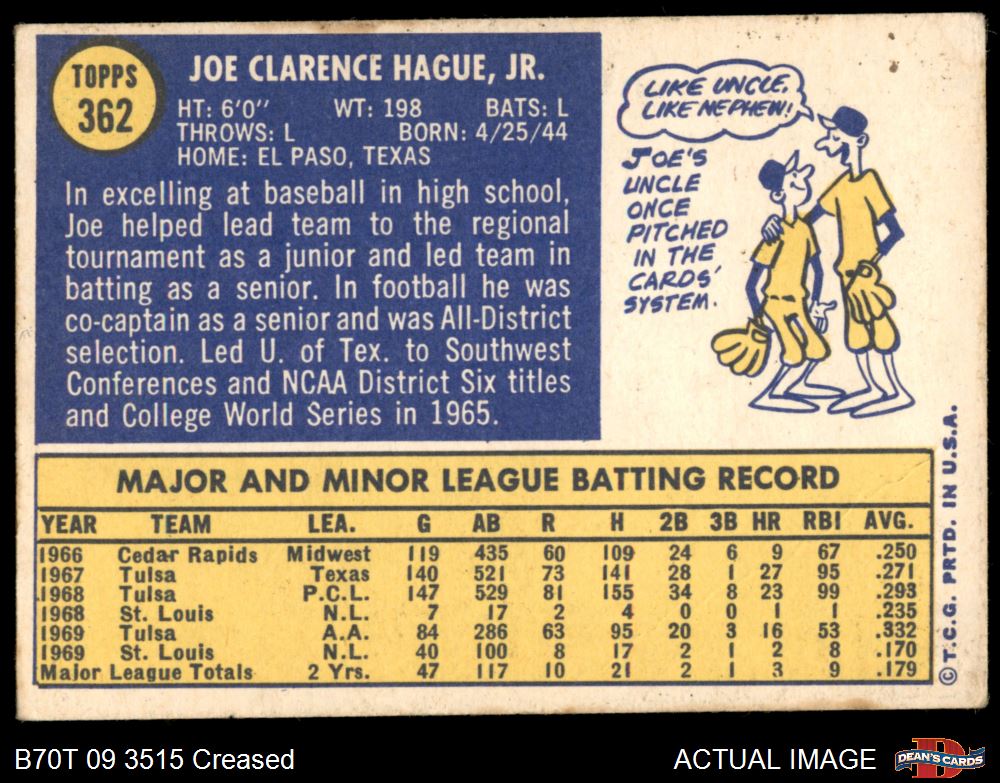 TOPPS
362
JOE CLARENCE HAGUE, JR.
HT: 6'0" WT: 198 BATS: L
THROWS: L BORN: 4/25/44
HOME: EL PASO, TEXAS
In excelling at baseball in high school,
Joe helped lead team to the regional
tournament as a junior and led team in
batting as a senior. In football he was
co-captain as a senior and was All-District
selection. Led U. of Tex. to Southwest
Conferences and NCAA District Six titles
and College World Series in 1965.
LIKE UNCLE,
LIKE NEPHEW!
JOE'S
UNCLE
ONCE
PITCHED
IN THE
CARDS'
SYSTEM.
MAJOR AND MINOR LEAGUE BATTING RECORD
YEAR TEAM LEA. G AB R H 2B 3B HR RBI AVG.
1966 Cedar Rapids Midwest 119 435 60 109 24 6 9 67 .250
1967 Tulsa Texas 140 521 73 141 28 1 27 95 .271
1968 Tulsa P.C.L. 147 529 81 155 34 8 23 99 .293
1968 St. Louis N.L. 7 17 2 4 0 0 1 1 .235
1969 Tulsa A.A. 84 286 63 95 20 3 16 53 .332
1969 St. Louis N.L. 40 100 8 17 2 1 2 8 .170
Major League Totals 2 Yrs. 47 117 10 21 2 1 3 9 .179
©T.C.G. PRTD. IN U.S.A.
B70T 09 3515 Creased
ACTUAL IMAGE
DEAN'S CARDS